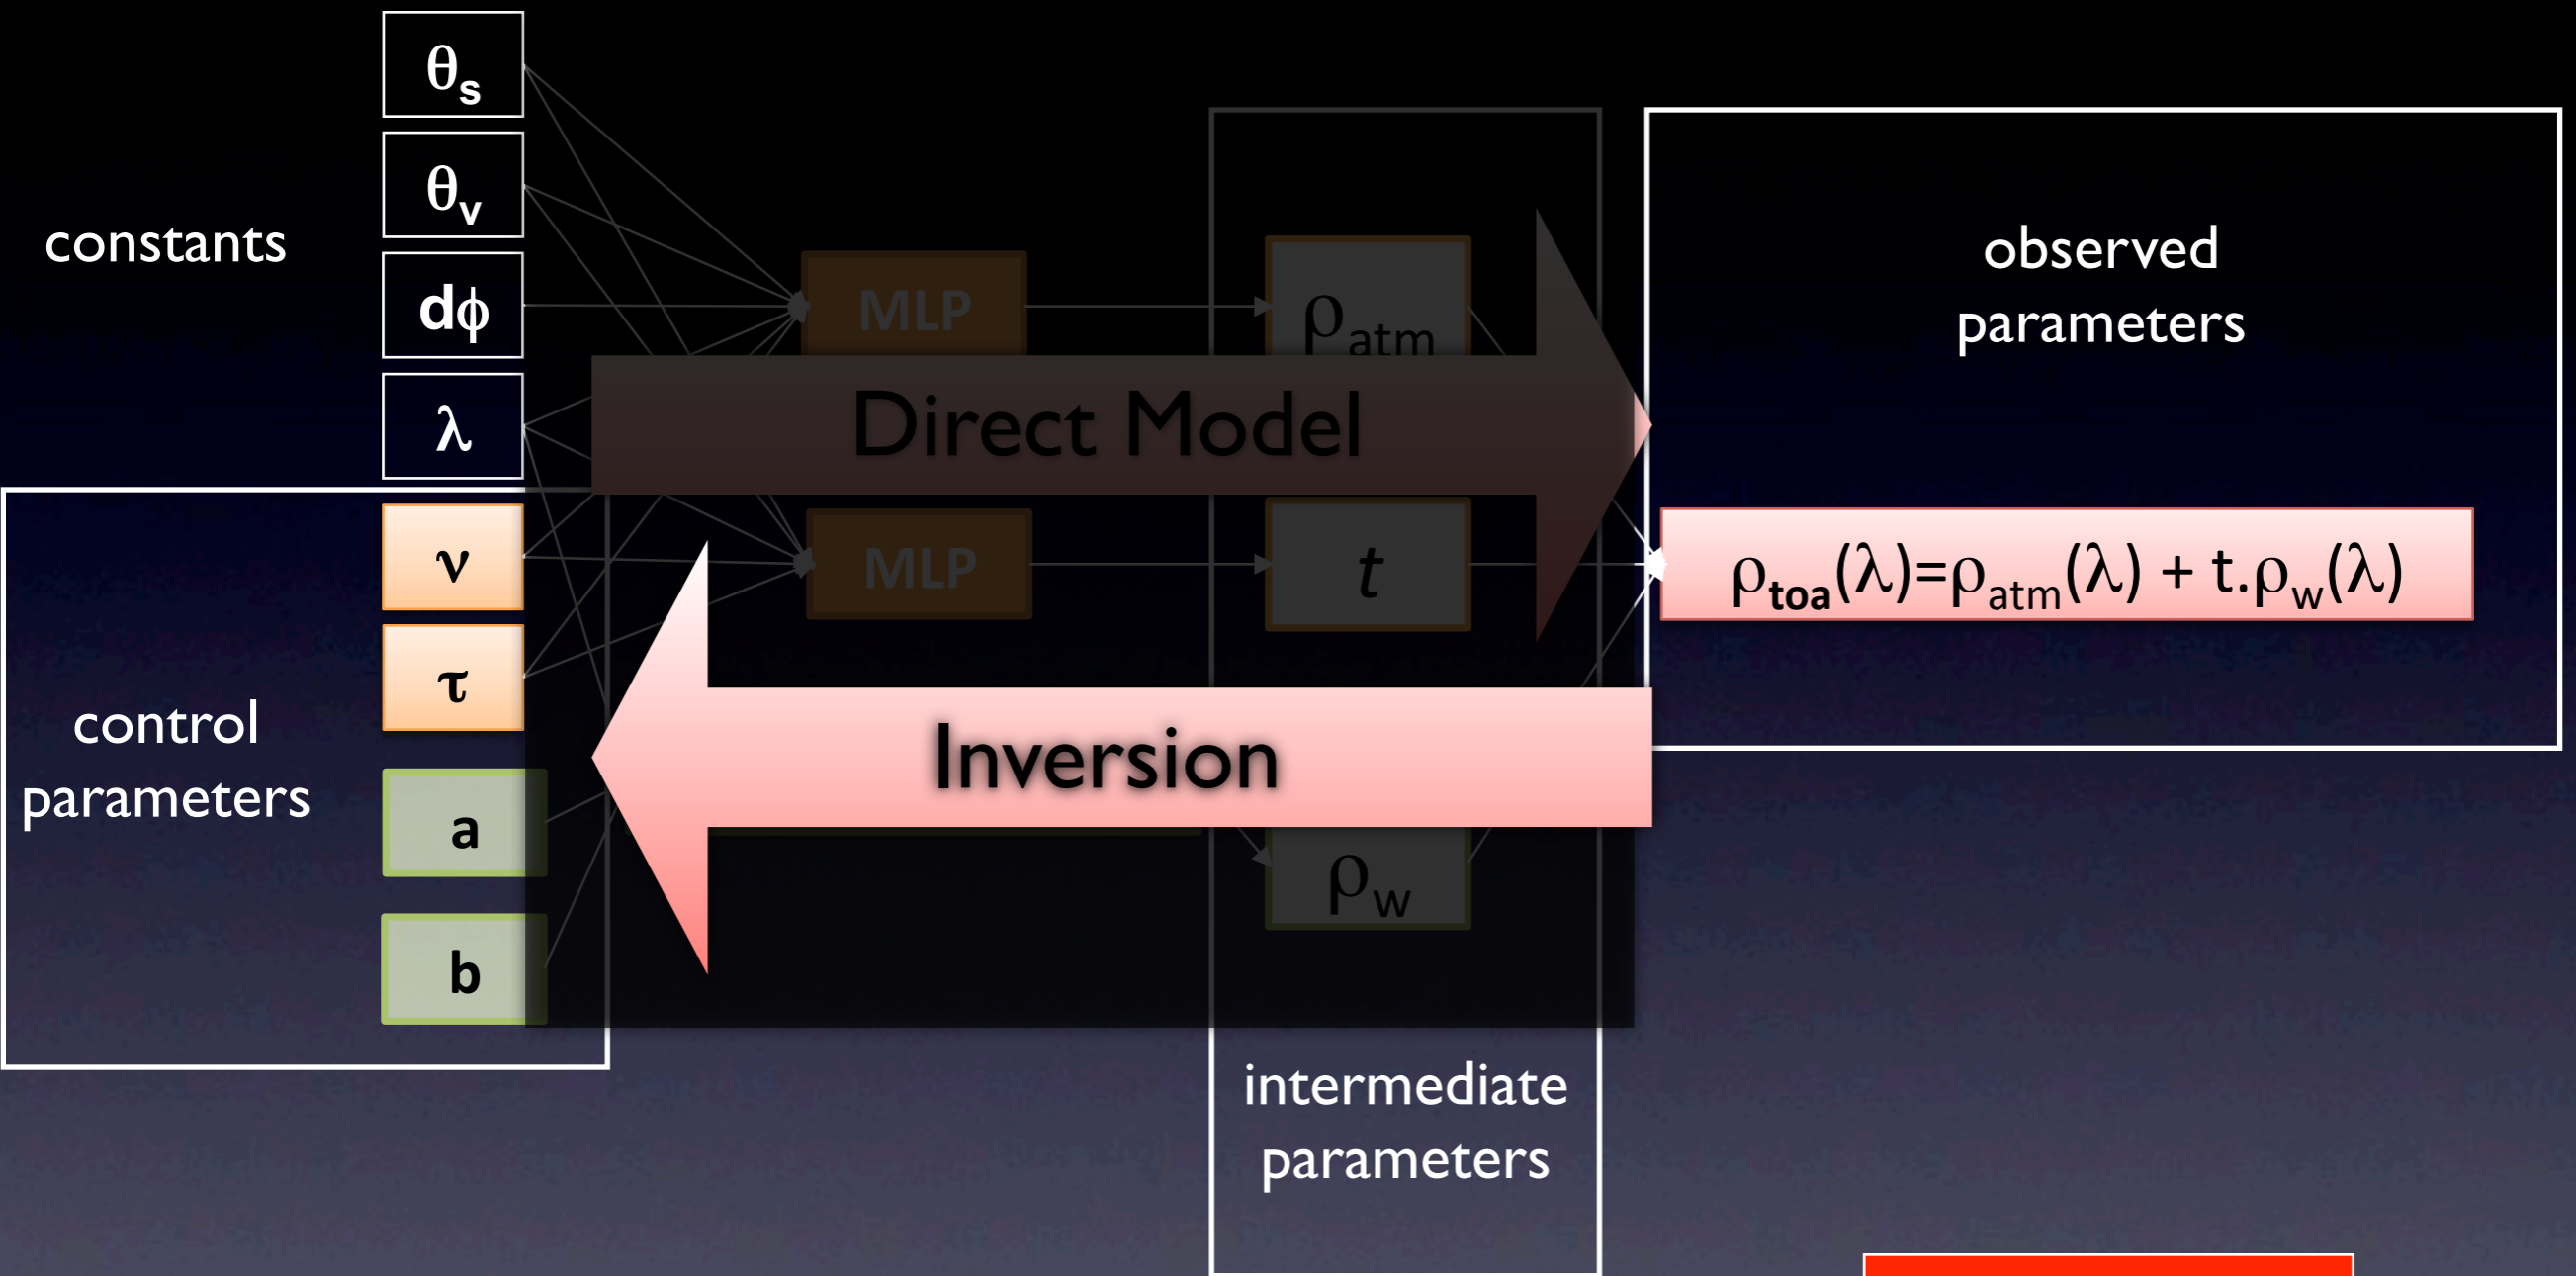 θs
θv
constants
dϕ
λ
ν
τ
control
parameters
a
b
MLP
MLP
ρatm
t
ρw
Direct Model
Inversion
intermediate
parameters
observed
parameters
ρtoa(λ)=ρatm(λ) + t.ρw(λ)